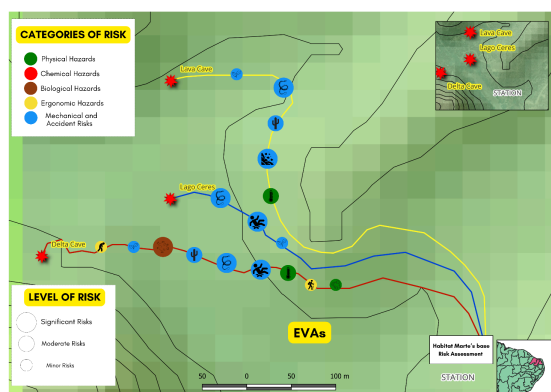 CATEGORIES OF RISK
Physical Hazards
Chemical Hazards
Biological Hazards
Ergonomic Hazards
Mechanical and
Accident Risks
Lava Cave
Lava Cave
Lago Ceres
Delta Cave
STATION
Lago Ceres
Delta Cave
LEVEL OF RISK
Significant Risks
Moderate Risks
Minor Risks
EVAs
Habitat Marte's base
Risk Assessment
STATION
50 0 50 100 m